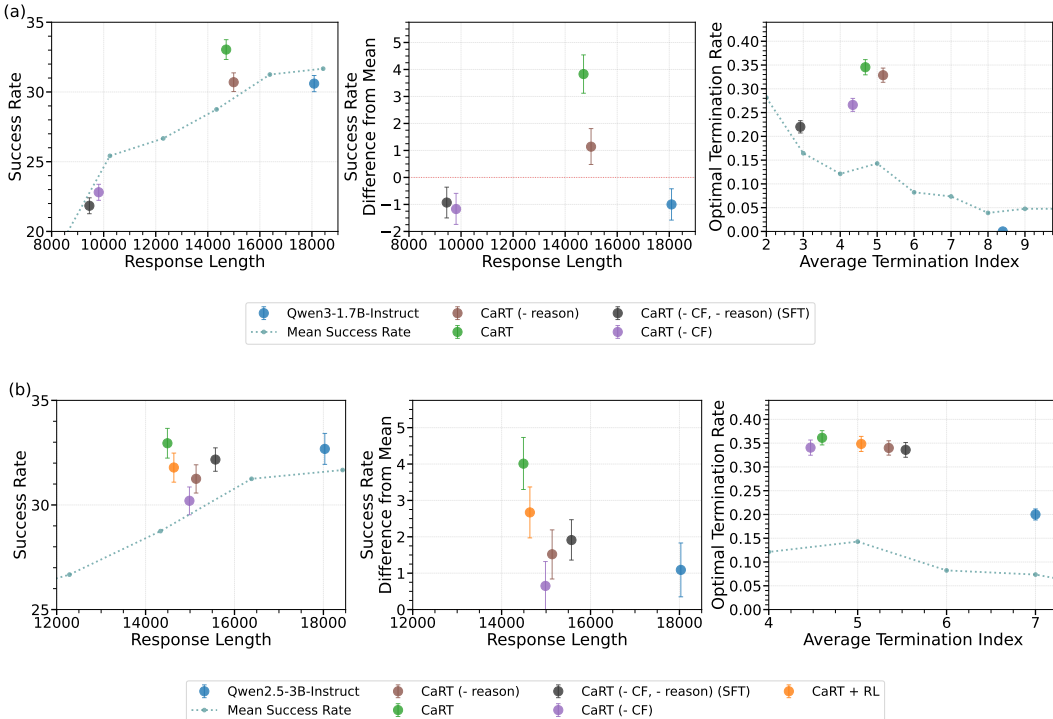 (a)
35
30
25
20
Success Rate
8000 10000 12000 14000 16000 18000
Response Length
5
4
3
2
1
0
−1
−2
Success Rate
Difference from Mean
8000 10000 12000 14000 16000 18000
Response Length
0.40
0.35
0.30
0.25
0.20
0.15
0.10
0.05
0.00
Optimal Termination Rate
2 3 4 5 6 7 8 9
Average Termination Index
Qwen3-1.7B-Instruct CaRT (- reason) CaRT (- CF, - reason) (SFT)
Mean Success Rate CaRT CaRT (- CF)
(b)
35
30
25
Success Rate
12000 14000 16000 18000
Response Length
5
4
3
2
1
0
Success Rate
Difference from Mean
12000 14000 16000 18000
Response Length
0.40
0.35
0.30
0.25
0.20
0.15
0.10
0.05
0.00
Optimal Termination Rate
4 5 6 7
Average Termination Index
Qwen2.5-3B-Instruct CaRT (- reason) CaRT (- CF, - reason) (SFT) CaRT + RL
Mean Success Rate CaRT CaRT (- CF)